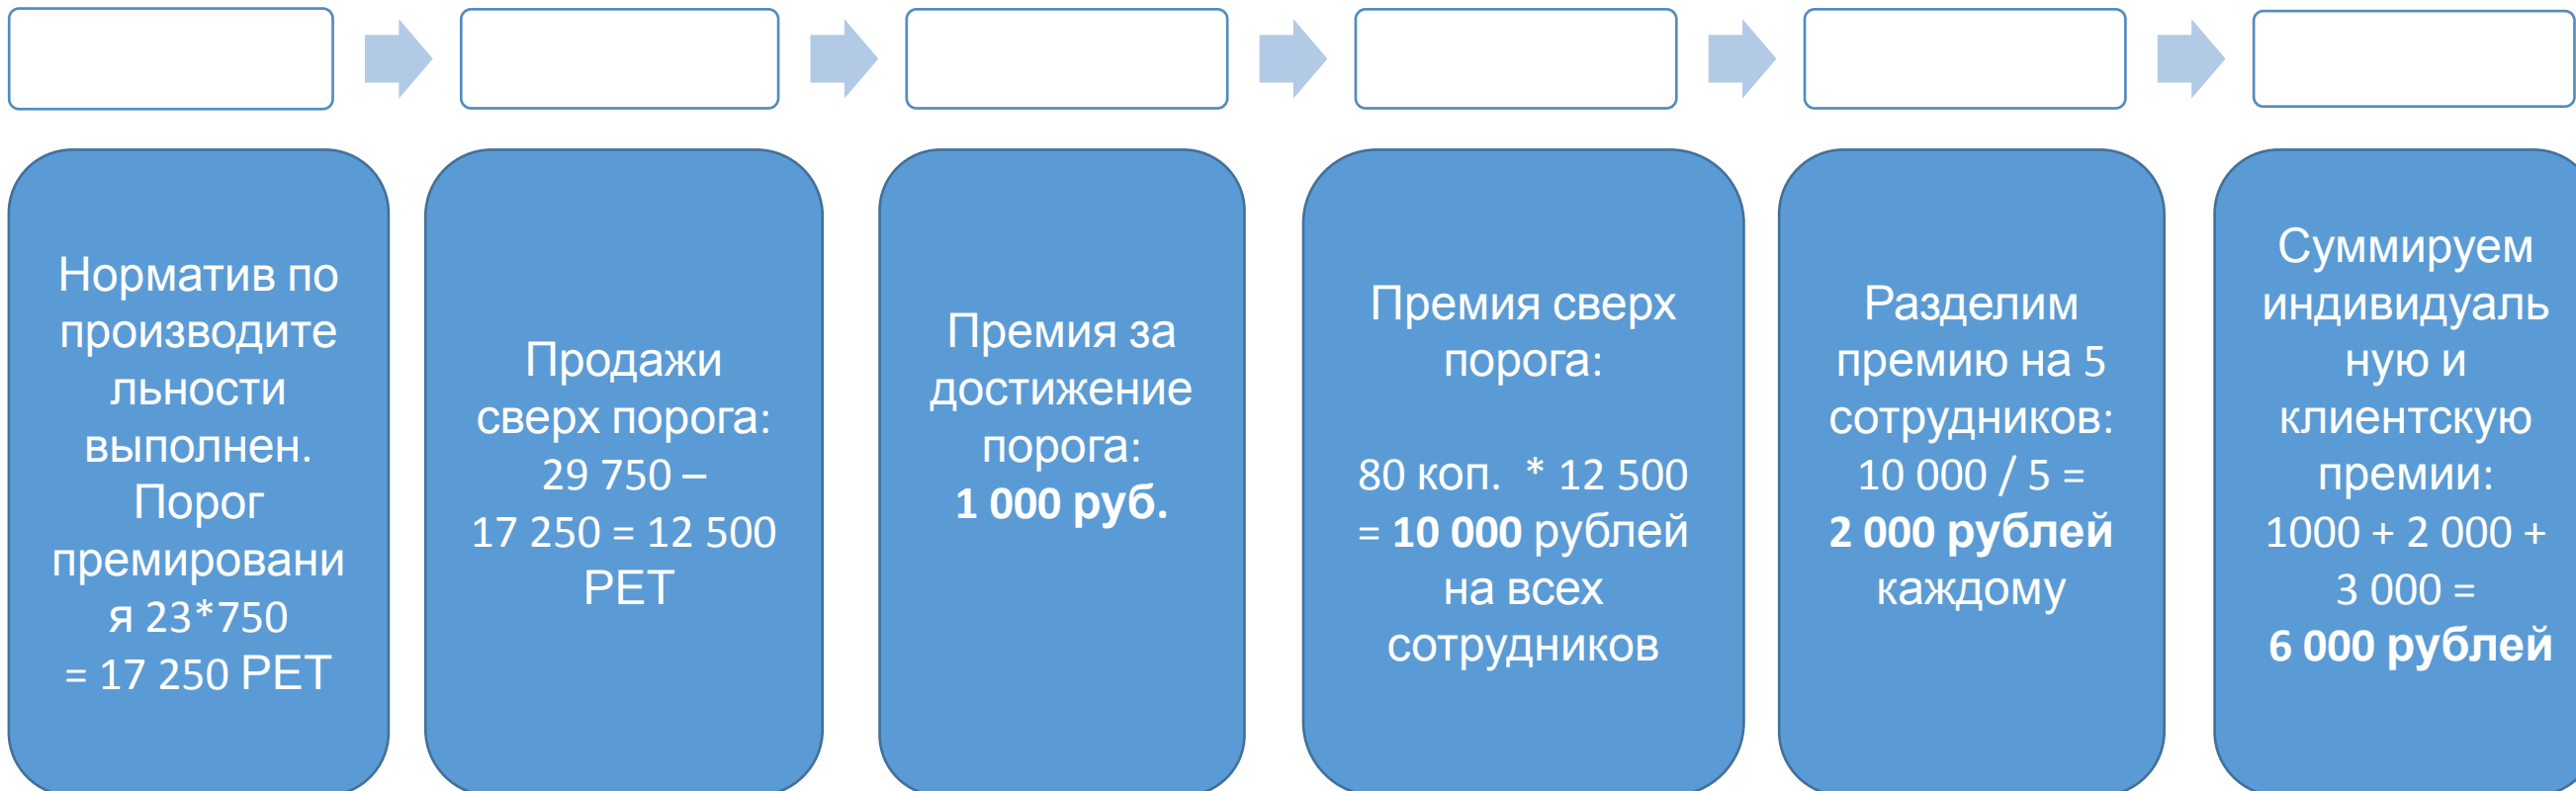 Норматив по
производите
льности
выполнен.
Порог
премировани
я 23*750
= 17 250 РЕТ
Продажи
сверх порога:
29 750 –
17 250 = 12 500
РЕТ
Премия за
достижение
порога:
1 000 руб.
Премия сверх
порога:
80 коп. * 12 500
= 10 000 рублей
на всех
сотрудников
Разделим
премию на 5
сотрудников:
10 000 / 5 =
2 000 рублей
каждому
Суммируем
индивидуаль
ную и
клиентскую
премии:
1000 + 2 000 +
3 000 =
6 000 рублей